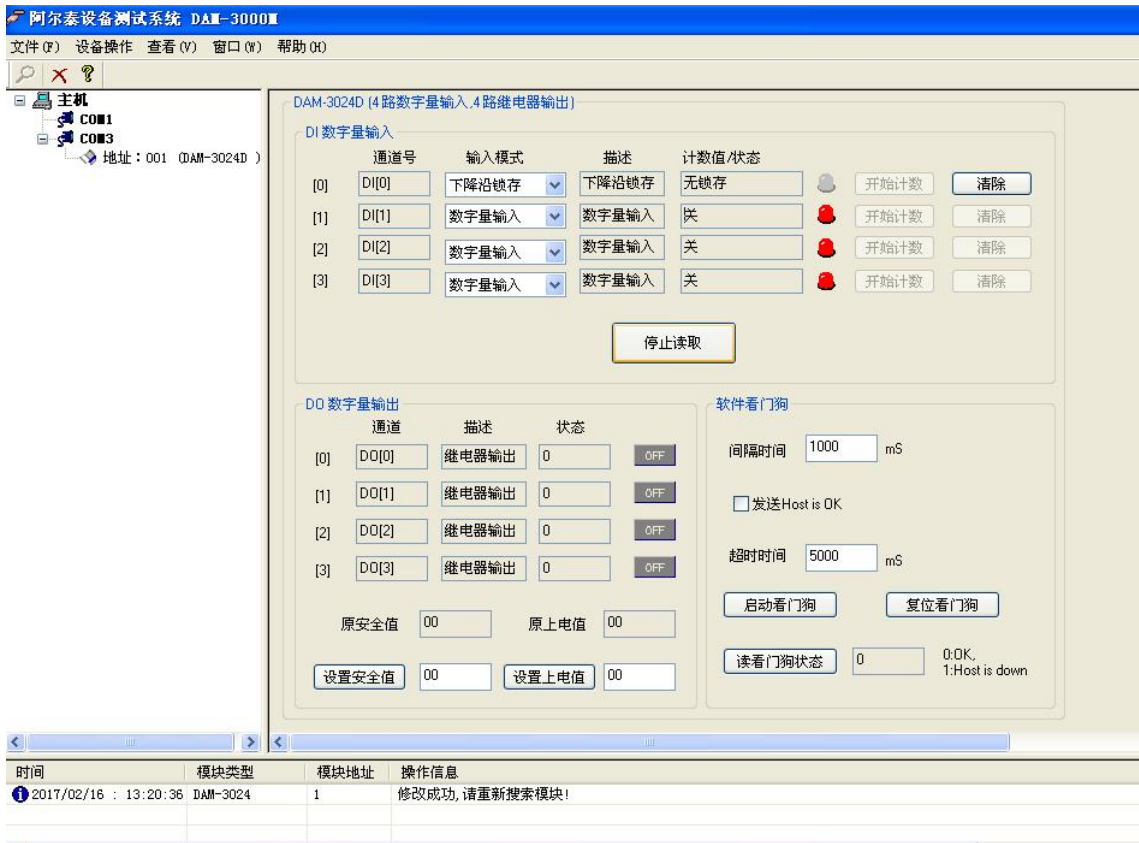 阿尔泰设备测试系统 DAM-3000M
文件(F) 设备操作 查看(V) 窗口(W) 帮助(H)
主机
COM1
COM3
地址：001 (DAM-3024D )
DAM-3024D (4路数字量输入,4路继电器输出)
DI 数字量输入
通道号 输入模式 描述 计数值/状态
[0] DI[0] 下降沿锁存 下降沿锁存 无锁存 开始计数 清除
[1] DI[1] 数字量输入 数字量输入 关 开始计数 清除
[2] DI[2] 数字量输入 数字量输入 关 开始计数 清除
[3] DI[3] 数字量输入 数字量输入 关 开始计数 清除
停止读取
DO 数字量输出
通道 描述 状态
[0] DO[0] 继电器输出 0 OFF
[1] DO[1] 继电器输出 0 OFF
[2] DO[2] 继电器输出 0 OFF
[3] DO[3] 继电器输出 0 OFF
原安全值 00 原上电值 00
设置安全值 00 设置上电值 00
软件看门狗
间隔时间 1000 mS
发送Host is OK
超时时间 5000 mS
启动看门狗 复位看门狗
读看门狗状态 0 0:OK,
1:Host is down
时间 模块类型 模块地址 操作信息
2017/02/16 : 13:20:36 DAM-3024 1 修改成功,请重新搜索模块!